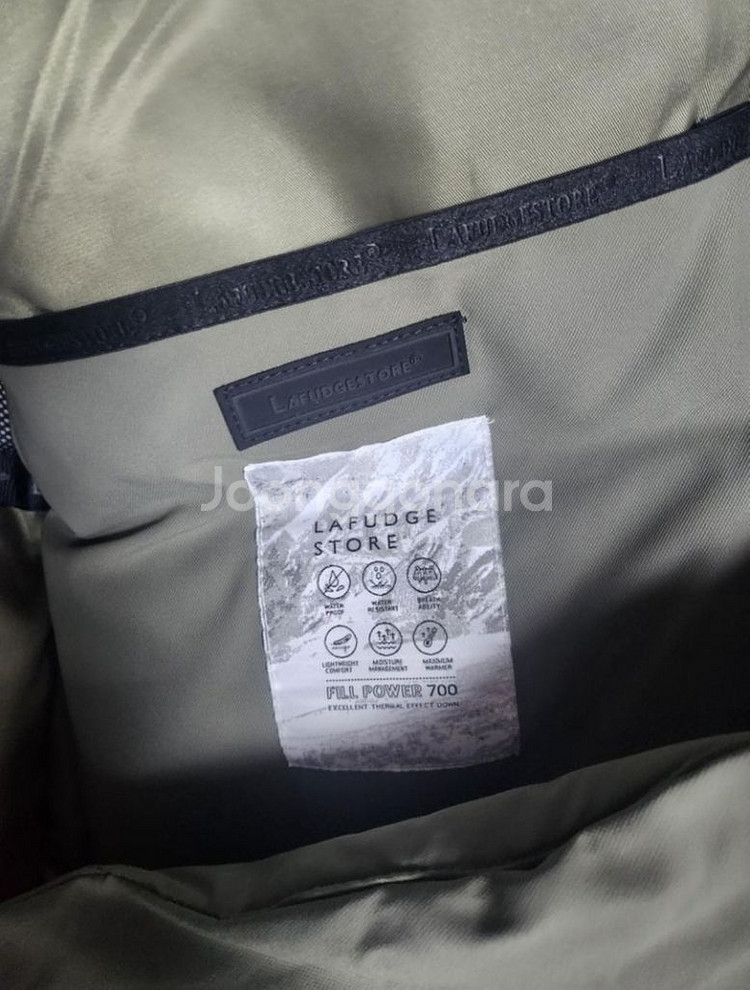 LAFUDGESTORE LAFUDGESTORE
LAFUDGESTORE
Joongonara
LAFUDGE
STORE
WATER
PROOF
WATER
RESISTANT
BREATH
ABILITY
LIGHTWEIGHT
COMFORT
MOISTURE
MANAGEMENT
MAXIMUM
WARMER
FILL POWER 700
EXCELLENT THERMAL EFFECT DOWN